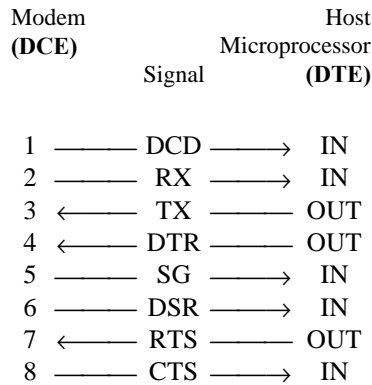 Modem Host
(DCE) Microprocessor
Signal (DTE)
1 DCD → IN
2 RX → IN
3 ← TX OUT
4 ← DTR OUT
5 SG → IN
6 DSR → IN
7 ← RTS OUT
8 CTS → IN